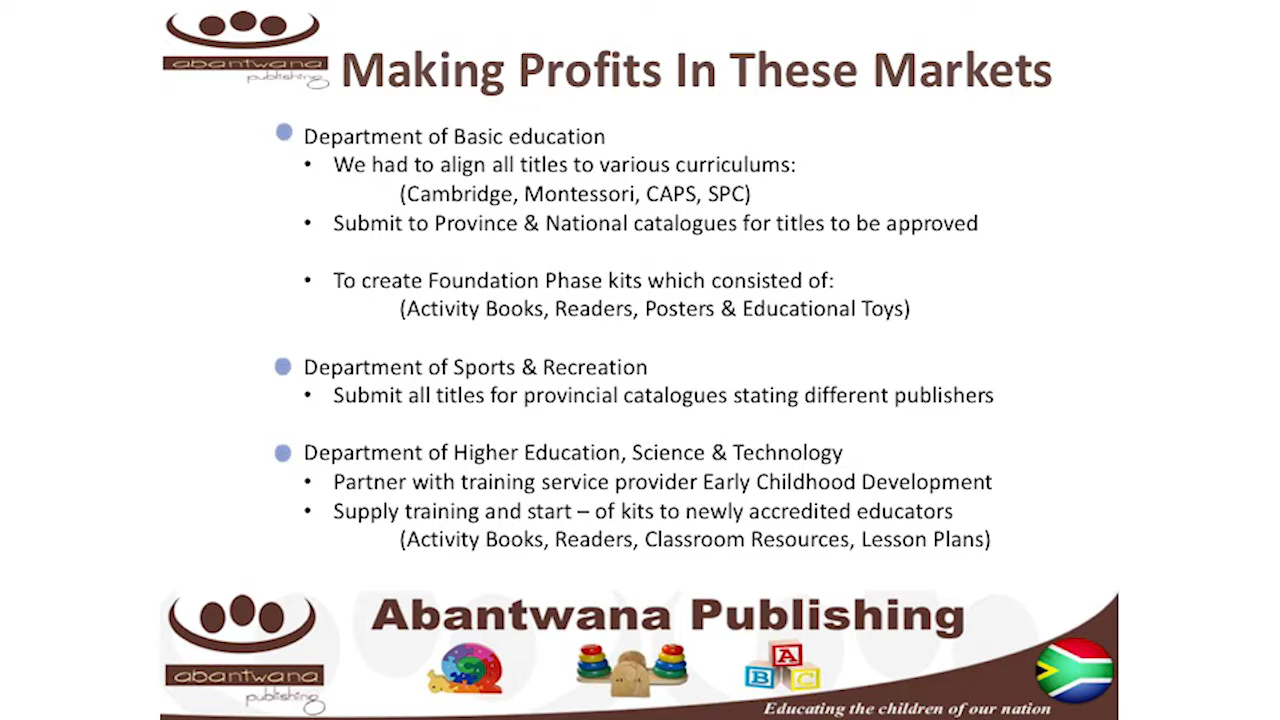 abantwana
publishing
Making Profits In These Markets
Department of Basic education
• We had to align all titles to various curriculums:
(Cambridge, Montessori, CAPS, SPC)
• Submit to Province & National catalogues for titles to be approved
• To create Foundation Phase kits which consisted of:
(Activity Books, Readers, Posters & Educational Toys)
Department of Sports & Recreation
• Submit all titles for provincial catalogues stating different publishers
Department of Higher Education, Science & Technology
• Partner with training service provider Early Childhood Development
• Supply training and start – of kits to newly accredited educators
(Activity Books, Readers, Classroom Resources, Lesson Plans)
Abantwana Publishing
abantwana
publishing
A
B C
Educating the children of our nation